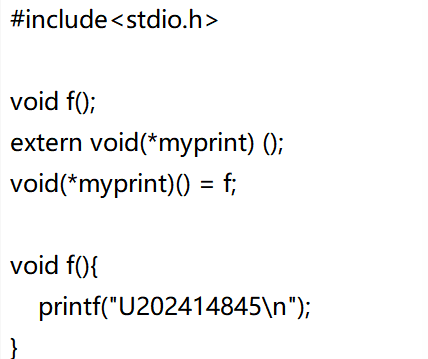 #include<stdio.h>
void f();
extern void(*myprint) ();
void(*myprint)() = f;
void f(){
printf("U202414845\n");
}